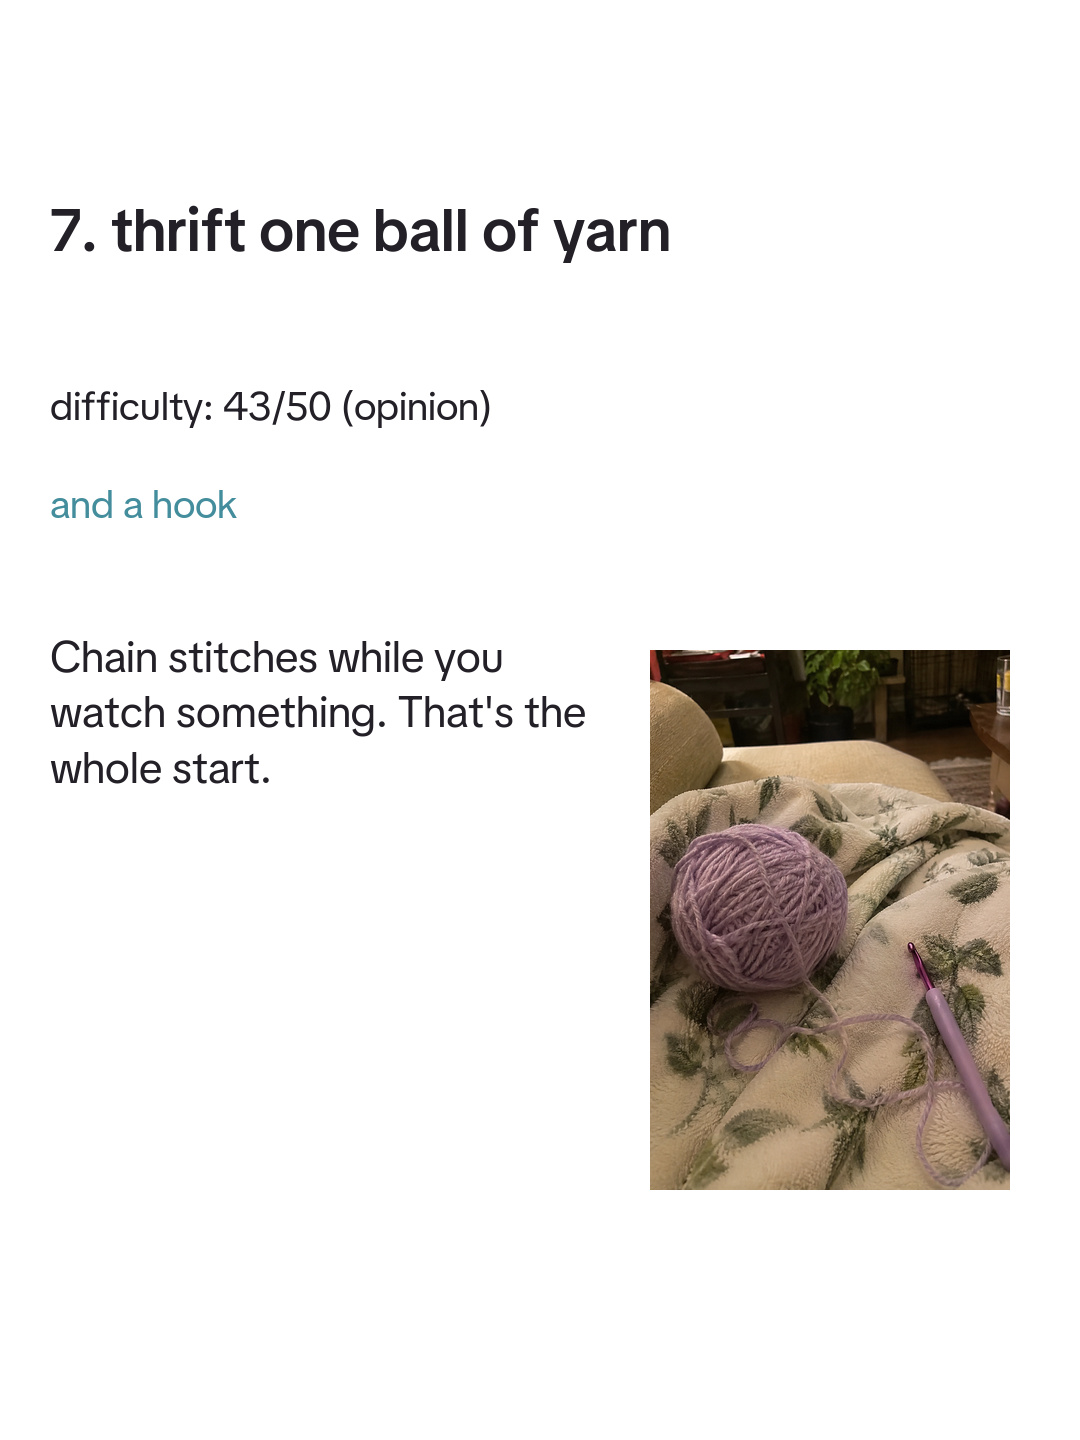 7. thrift one ball of yarn
difficulty: 43/50 (opinion)
and a hook
Chain stitches while you
watch something. That's the
whole start.